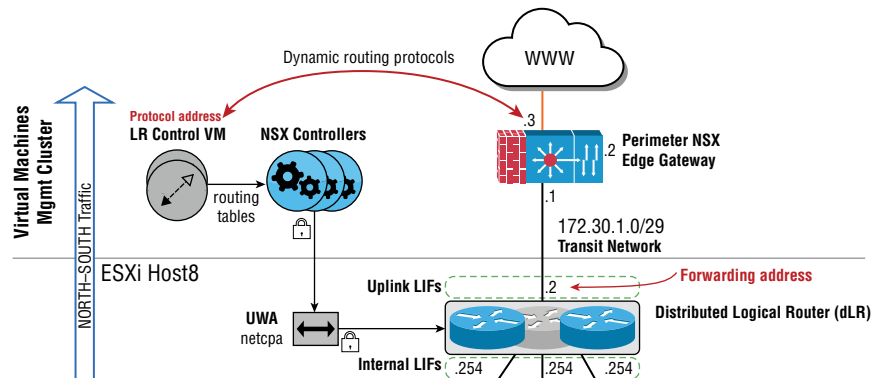 WWW
Dynamic routing protocols
Protocol address
LR Control VM
NSX Controllers
.3
.2
Perimeter NSX
Edge Gateway
Virtual Machines
Mgmt Cluster
routing
tables
.1
172.30.1.0/29
Transit Network
NORTH–SOUTH Traffic
ESXi Host8
Uplink LIFs
.2
Forwarding address
UWA
netcpa
Distributed Logical Router (dLR)
Internal LIFs
.254
.254
.254